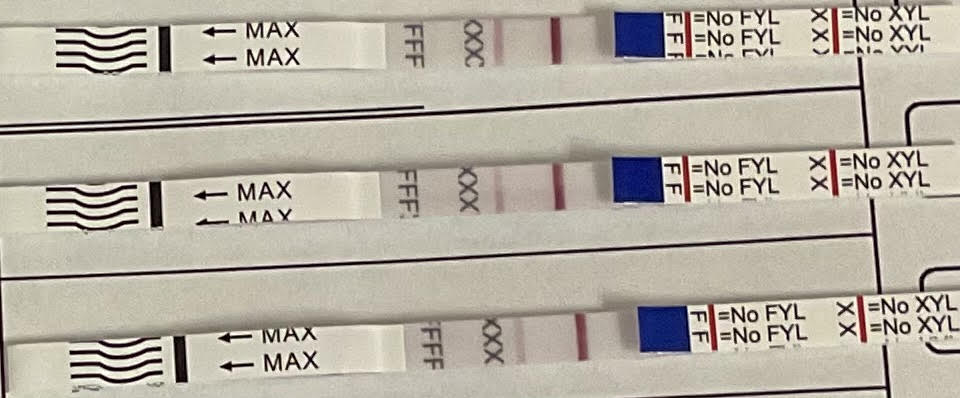 ← MAX FFF XXX F =No FYL X =No XYL
← MAX F =No FYL X =No XYL
← MAX FFF XXX F =No FYL X =No XYL
← MAX F =No FYL X =No XYL
← MAX FFF XXX F =No FYL X =No XYL
← MAX F =No FYL X =No XYL